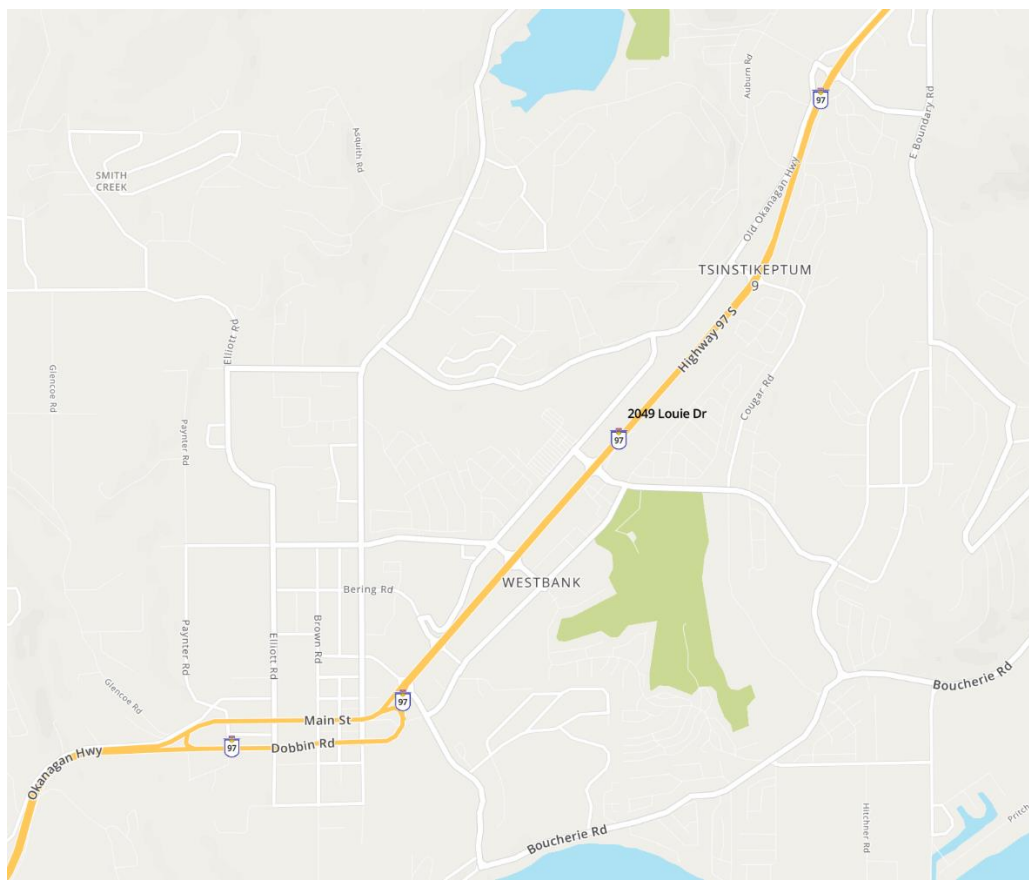 Auburn Rd
97
E Boundary Rd
Asquith Rd
SMITH
CREEK
Old Okanagan Hwy
TSINSTIKEPTUM
9
Highway 97 S
Elliott Rd
Glencoe Rd
Cougar Rd
2049 Louie Dr
Paynter Rd
97
WESTBANK
Bering Rd
Brown Rd
Paynter Rd
Elliott Rd
Glencoe Rd
Boucherie Rd
97
Main St
97
Dobbin Rd
Okanagan Hwy
Hitchner Rd
Pritch
Boucherie Rd